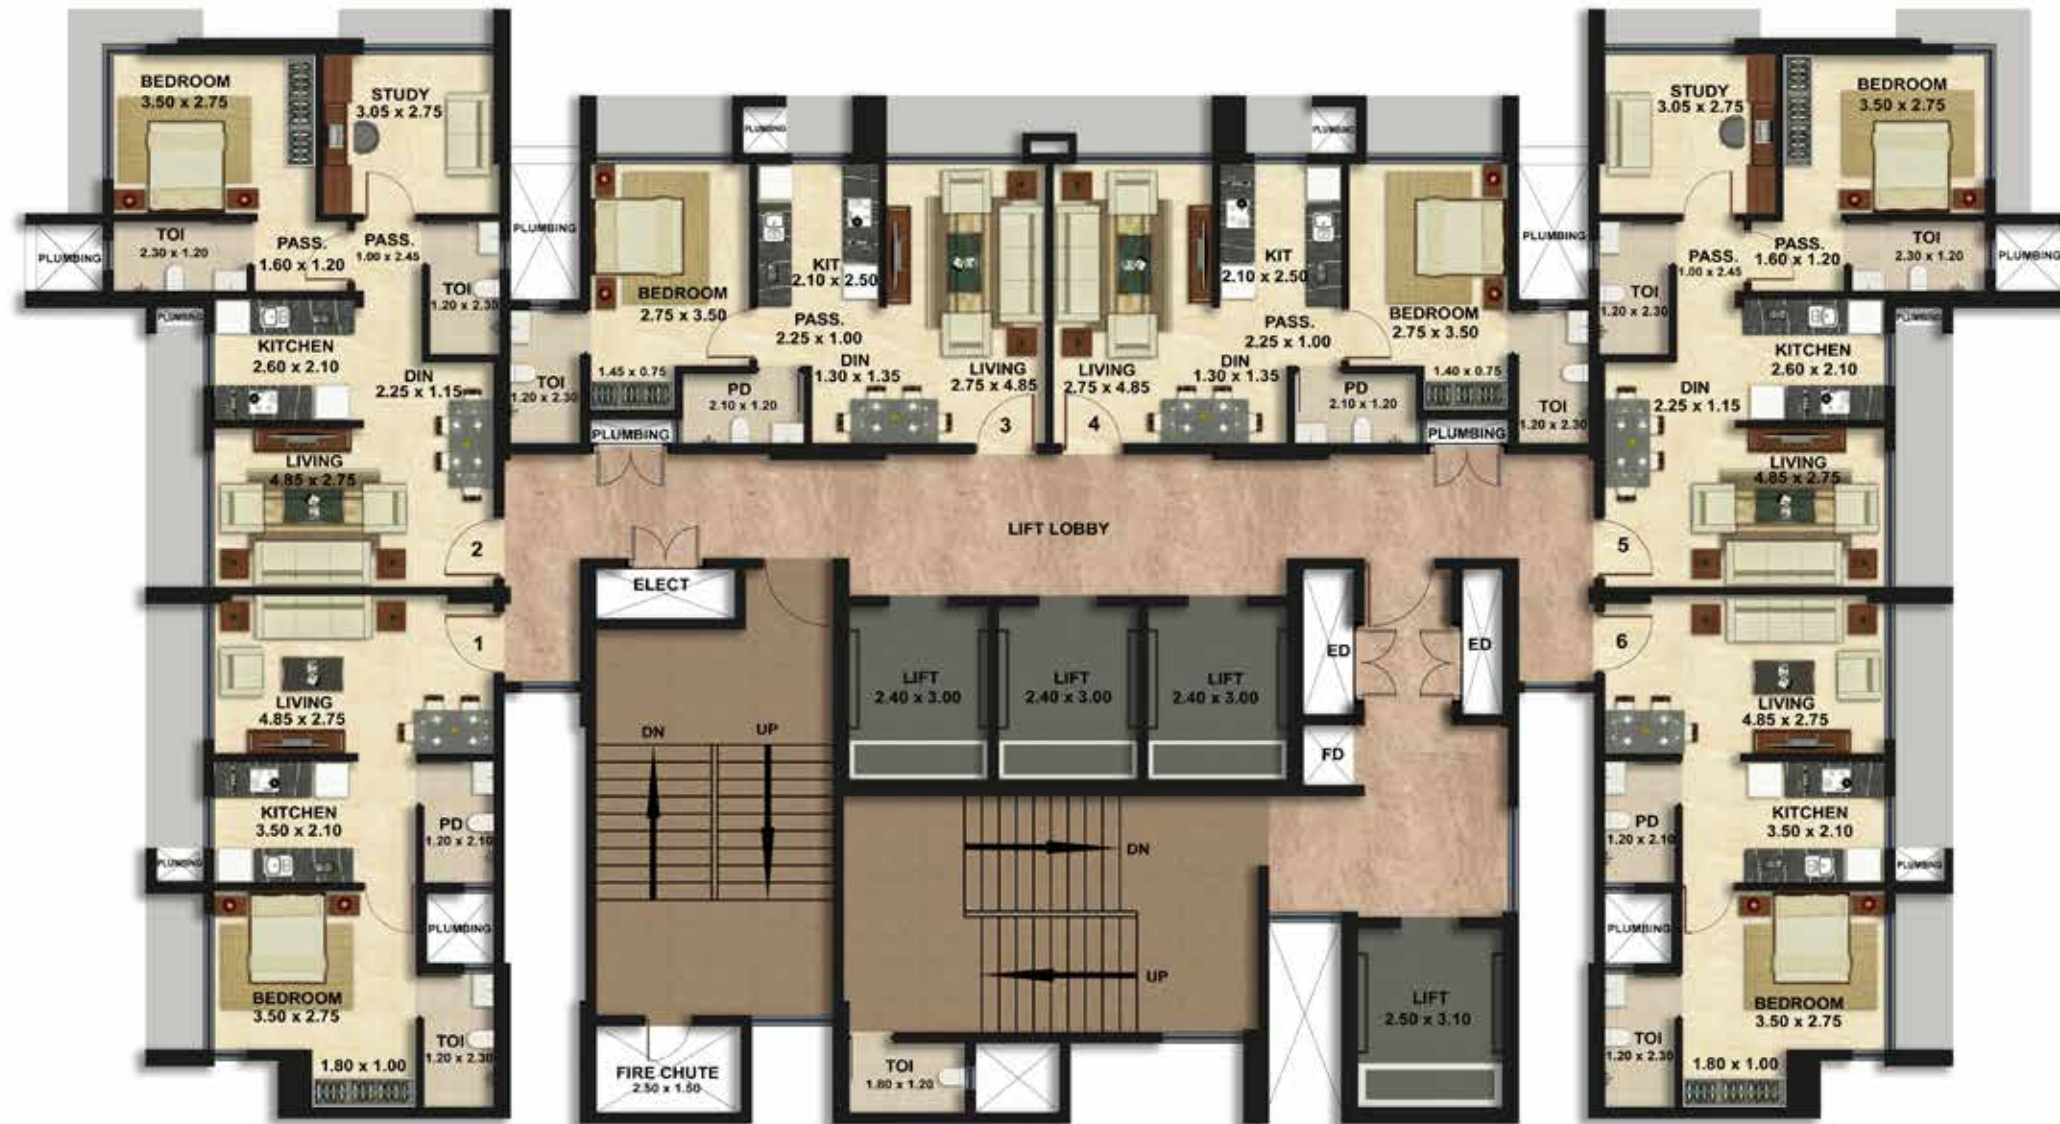 BEDROOM
3.50 x 2.75
STUDY
3.05 x 2.75
TOI
2.30 x 1.20
PLUMBING
PASS.
1.60 x 1.20
PASS.
1.00 x 2.45
TOI
1.20 x 2.30
PLUMBING
KITCHEN
2.60 x 2.10
DIN
2.25 x 1.15
LIVING
4.85 x 2.75
2
1
LIVING
4.85 x 2.75
KITCHEN
3.50 x 2.10
PD
1.20 x 2.10
PLUMBING
PLUMBING
BEDROOM
3.50 x 2.75
TOI
1.20 x 2.30
1.80 x 1.00
PLUMBING
PLUMBING
BEDROOM
2.75 x 3.50
KIT
2.10 x 2.50
PASS.
2.25 x 1.00
DIN
1.30 x 1.35
LIVING
2.75 x 4.85
TOI
1.20 x 2.30
1.45 x 0.75
PD
2.10 x 1.20
PLUMBING
3
4
LIVING
2.75 x 4.85
DIN
1.30 x 1.35
KIT
2.10 x 2.50
PASS.
2.25 x 1.00
PLUMBING
BEDROOM
2.75 x 3.50
PLUMBING
PD
2.10 x 1.20
1.40 x 0.75
PLUMBING
TOI
1.20 x 2.30
LIFT LOBBY
ELECT
DN
UP
LIFT
2.40 x 3.00
LIFT
2.40 x 3.00
LIFT
2.40 x 3.00
ED
ED
FD
DN
UP
LIFT
2.50 x 3.10
FIRE CHUTE
2.50 x 1.50
TOI
1.80 x 1.20
STUDY
3.05 x 2.75
BEDROOM
3.50 x 2.75
PASS.
1.00 x 2.45
PASS.
1.60 x 1.20
TOI
2.30 x 1.20
PLUMBING
TOI
1.20 x 2.30
PLUMBING
KITCHEN
2.60 x 2.10
DIN
2.25 x 1.15
LIVING
4.85 x 2.75
5
6
LIVING
4.85 x 2.75
PD
1.20 x 2.10
KITCHEN
3.50 x 2.10
PLUMBING
PLUMBING
BEDROOM
3.50 x 2.75
TOI
1.20 x 2.30
1.80 x 1.00